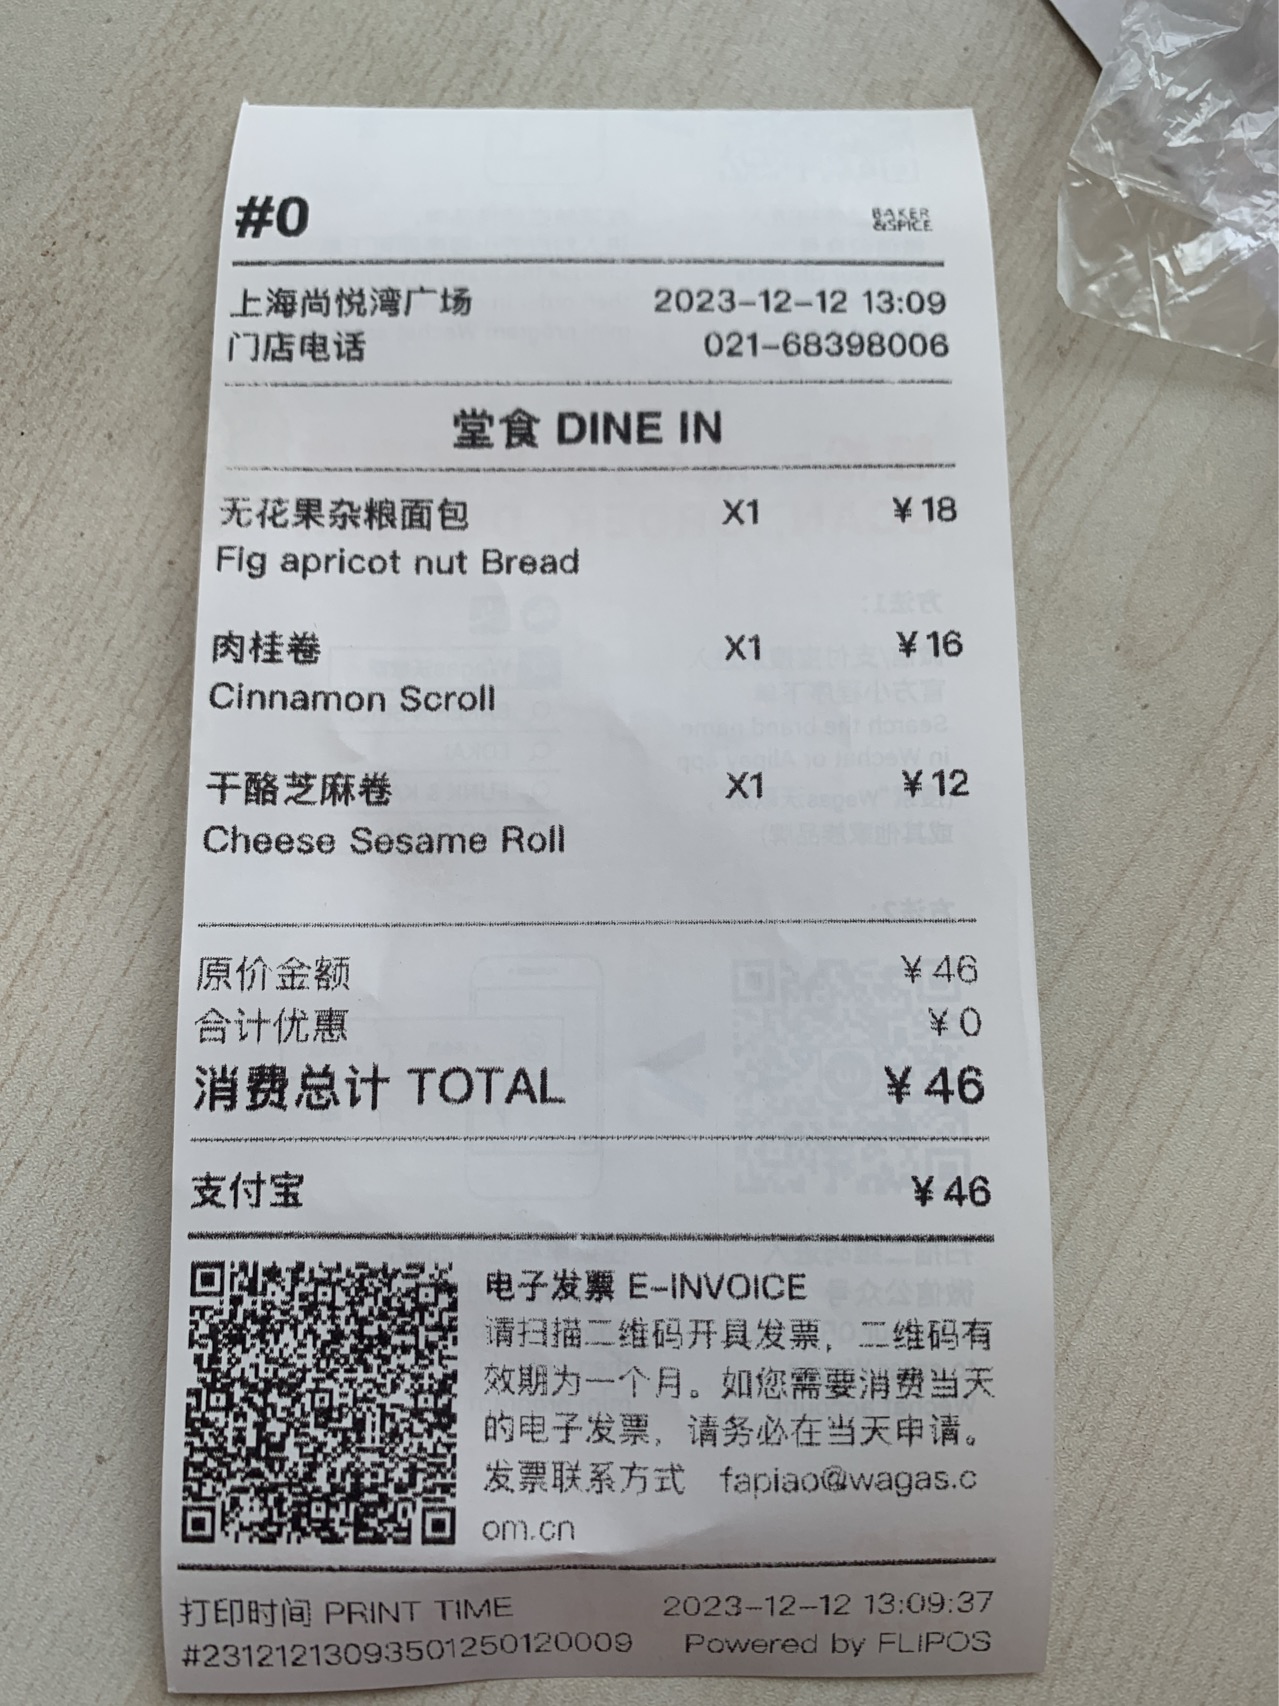 #0
BAKER
&SPICE
上海尚悦湾广场 2023-12-12 13:09
门店电话 021-68398006
堂食 DINE IN
无花果杂粮面包 X1 ¥18
Fig apricot nut Bread
肉桂卷 X1 ¥16
Cinnamon Scroll
干酪芝麻卷 X1 ¥12
Cheese Sesame Roll
原价金额 ¥46
合计优惠 ¥0
消费总计 TOTAL ¥46
支付宝 ¥46
电子发票 E-INVOICE
请扫描二维码开具发票，二维码有
效期为一个月。如您需要消费当天
的电子发票，请务必在当天申请。
发票联系方式 fapiao@wagas.c
om.cn
打印时间 PRINT TIME 2023-12-12 13:09:37
#23121213093501250120009 Powered by FLIPOS